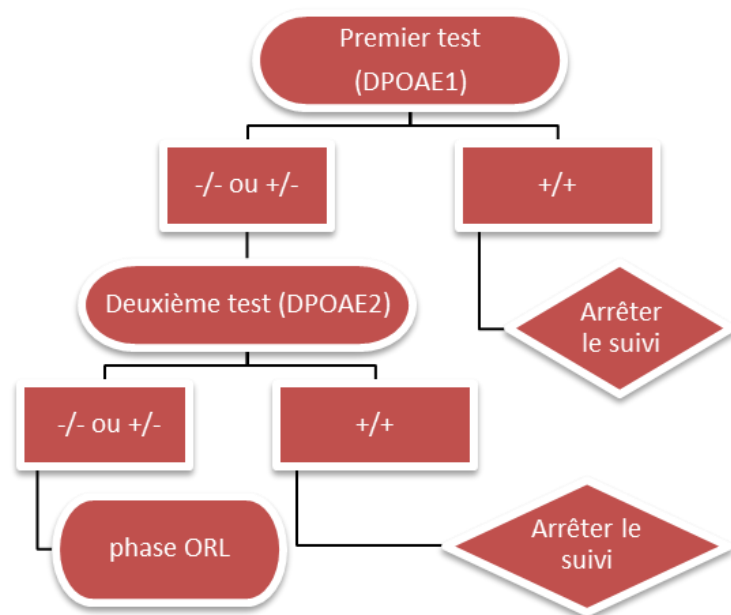 Premier test
(DPOAE1)
-/- ou +/-
+/+
Deuxième test (DPOAE2)
Arrêter
le suivi
-/- ou +/-
+/+
phase ORL
Arrêter le
suivi